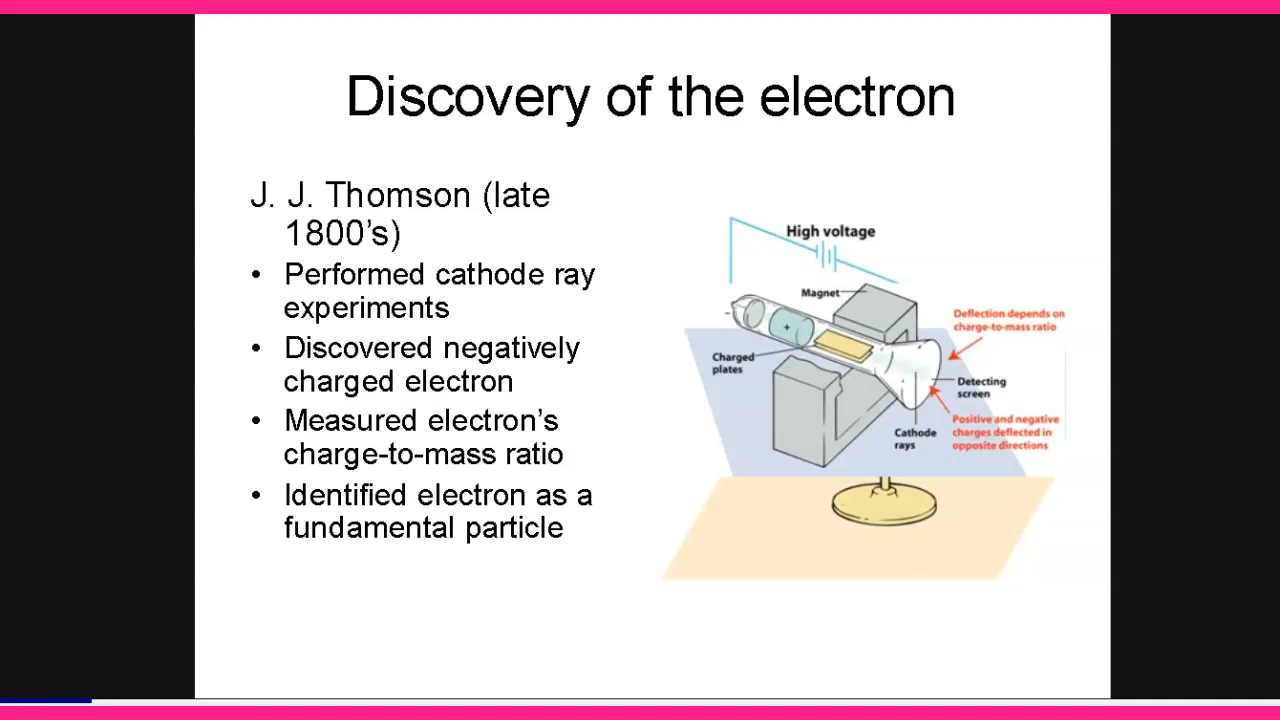 Discovery of the electron
J. J. Thomson (late
1800’s)
• Performed cathode ray
experiments
• Discovered negatively
charged electron
• Measured electron’s
charge-to-mass ratio
• Identified electron as a
fundamental particle
High voltage
Magnet
Deflection depends on
charge-to-mass ratio
-
+
Charged
plates
Detecting
screen
Positive and negative
charges deflected in
opposite directions
Cathode
rays